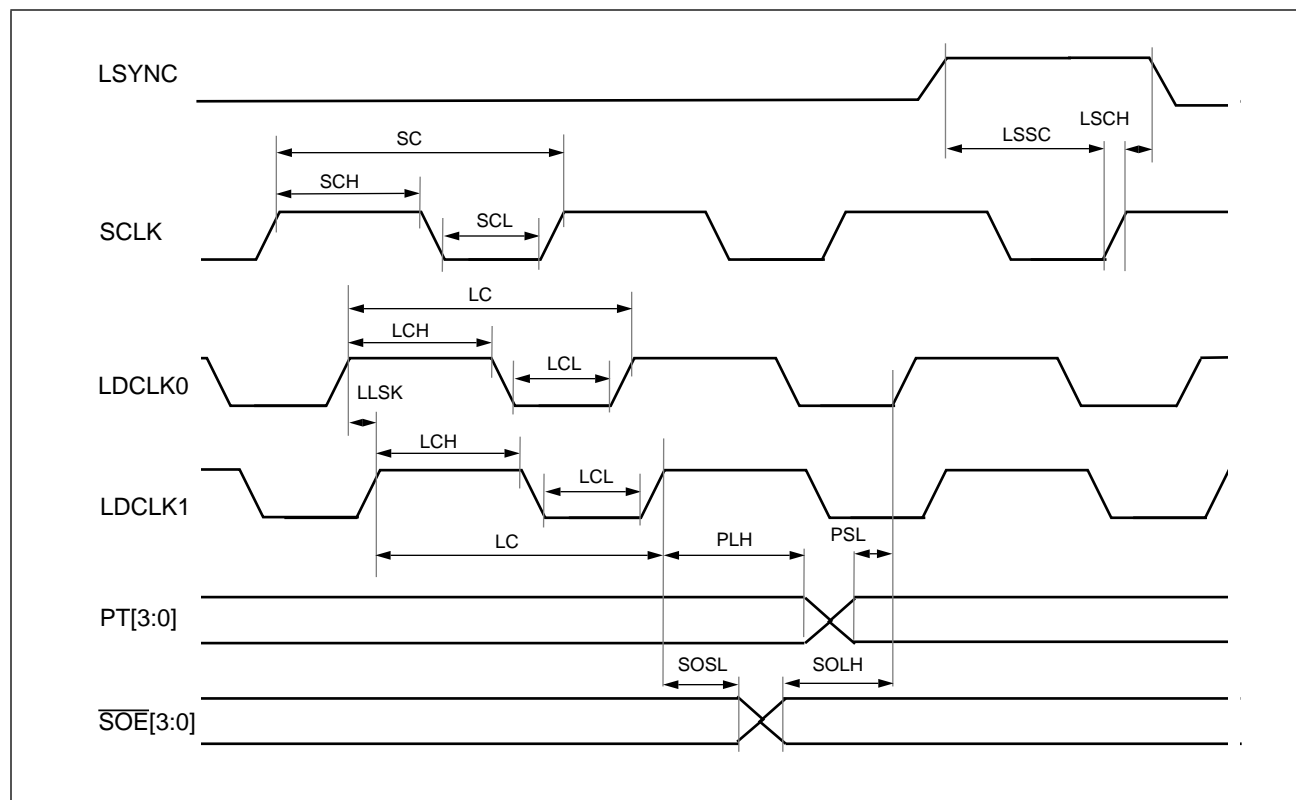 LSYNC
LSCH
LSSC
SC
SCH
SCL
SCLK
LC
LCH
LCL
LDCLK0
LLSK
LCH
LCL
LDCLK1
LC
PLH
PSL
PT[3:0]
SOSL
SOLH
S̅O̅E̅[3:0]